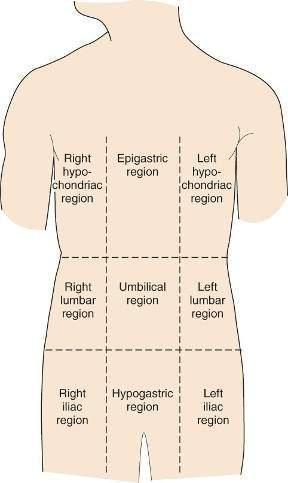 Right
hypo-
chondriac
region
Epigastric
region
Left
hypo-
chondriac
region
Right
lumbar
region
Umbilical
region
Left
lumbar
region
Right
iliac
region
Hypogastric
region
Left
iliac
region